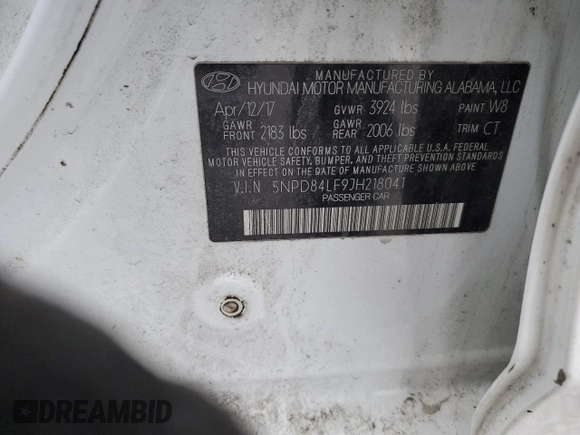 MANUFACTURED BY
HYUNDAI MOTOR MANUFACTURING ALABAMA, LLC
Apr/12/17 GVWR 3924 lbs PAINT W8
GAWR FRONT 2183 lbs GAWR REAR 2006 lbs TRIM CT
THIS VEHICLE CONFORMS TO ALL APPLICABLE U.S.A. FEDERAL
MOTOR VEHICLE SAFETY, BUMPER, AND THEFT PREVENTION STANDARDS
IN EFFECT ON THE DATE OF MANUFACTURE SHOWN ABOVE.
V.I.N 5NPD84LF9JH218041
PASSENGER CAR
DREAMBID